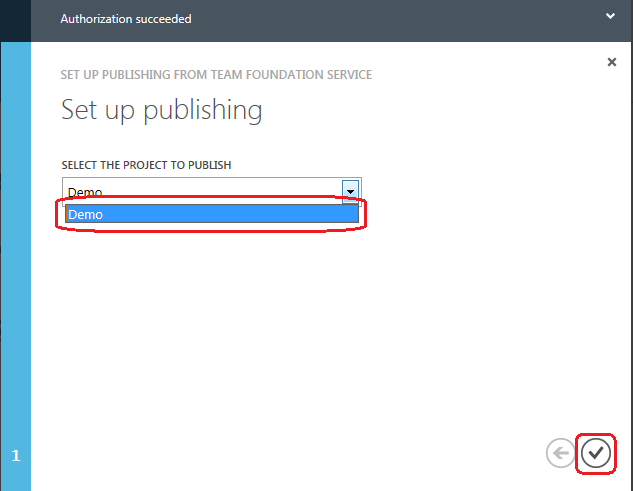 Authorization succeeded
SET UP PUBLISHING FROM TEAM FOUNDATION SERVICE
Set up publishing
SELECT THE PROJECT TO PUBLISH
Demo
Demo
1